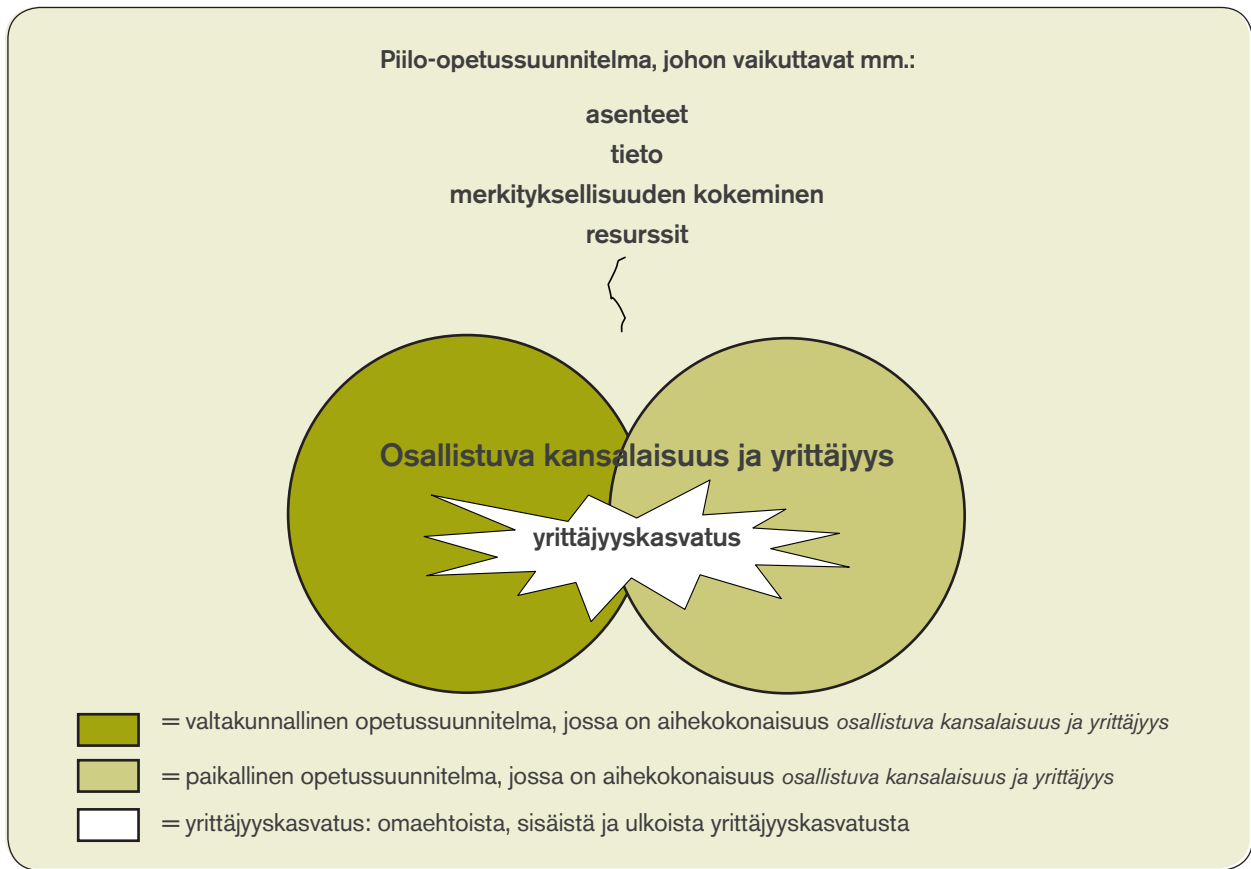 Piilo-opetussuunnitelma, johon vaikuttavat mm.:
asenteet
tieto
merkityksellisuuden kokeminen
resurssit
Osallistuva kansalaisuus ja yrittäjyys
yrittäjyyskasvatus
= valtakunnallinen opetussuunnitelma, jossa on aihekokonaisuus osallistuva kansalaisuus ja yrittäjyys
= paikallinen opetussuunnitelma, jossa on aihekokonaisuus osallistuva kansalaisuus ja yrittäjyys
= yrittäjyyskasvatus: omaehtoista, sisäistä ja ulkoista yrittäjyyskasvatusta